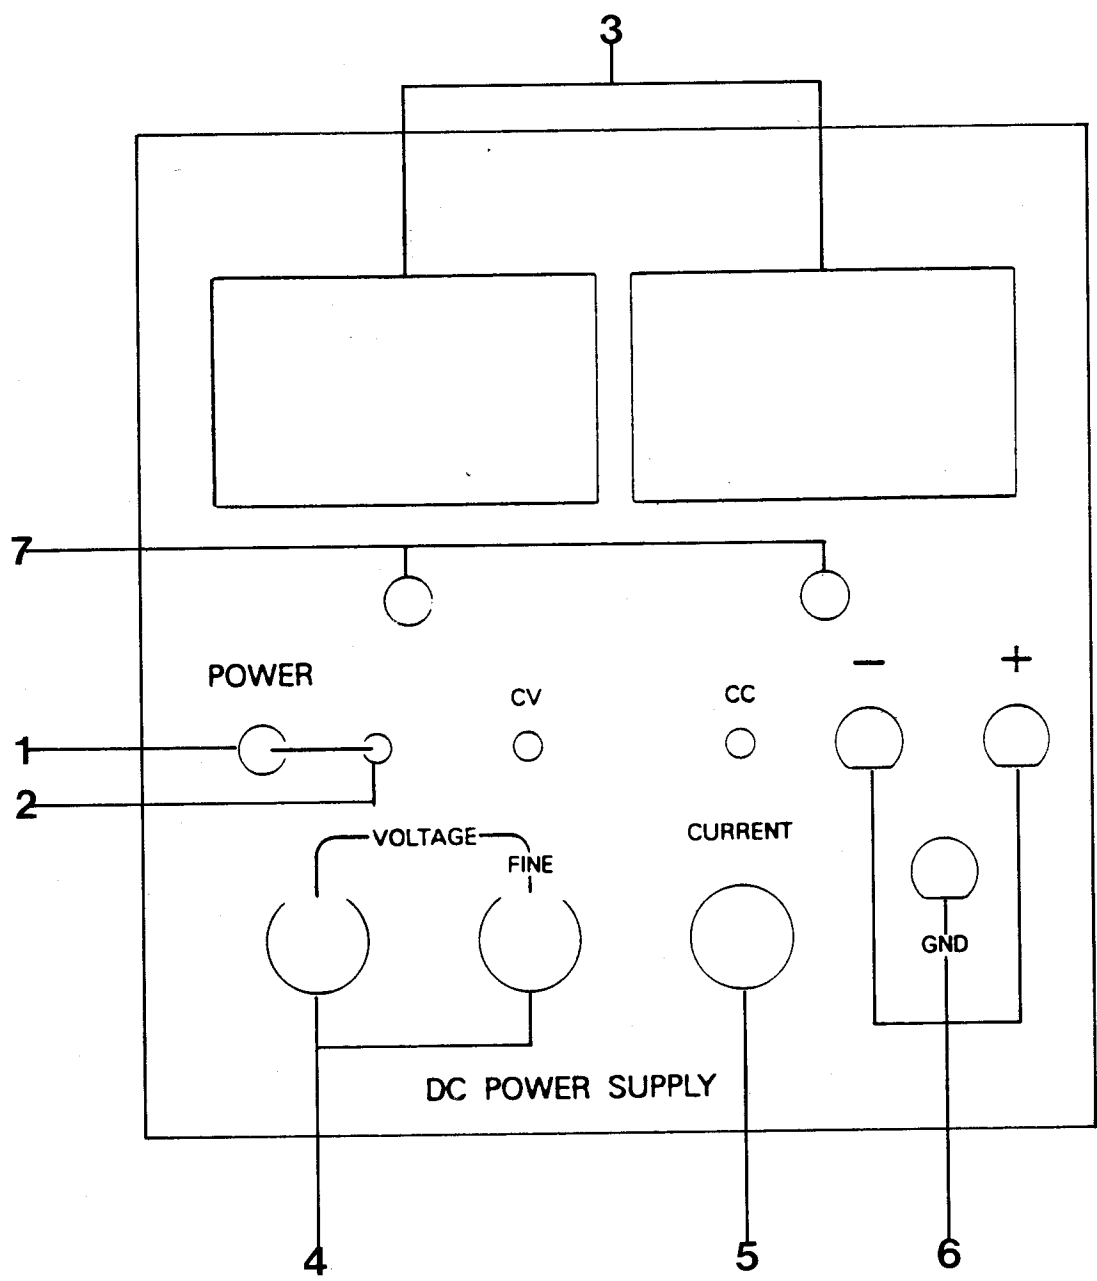 3
7
− +
POWER
CV
CC
1
2
VOLTAGE
FINE
CURRENT
GND
DC POWER SUPPLY
4
5
6